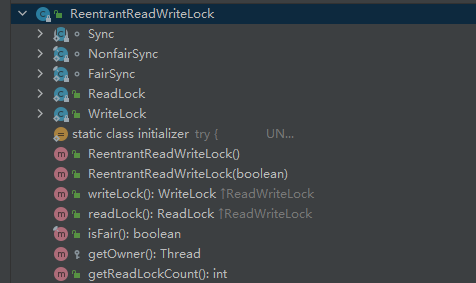 ReentrantReadWriteLock
Sync
NonfairSync
FairSync
ReadLock
WriteLock
static class initializer try { UN...
ReentrantReadWriteLock()
ReentrantReadWriteLock(boolean)
writeLock(): WriteLock ↑ReadWriteLock
readLock(): ReadLock ↑ReadWriteLock
isFair(): boolean
getOwner(): Thread
getReadLockCount(): int